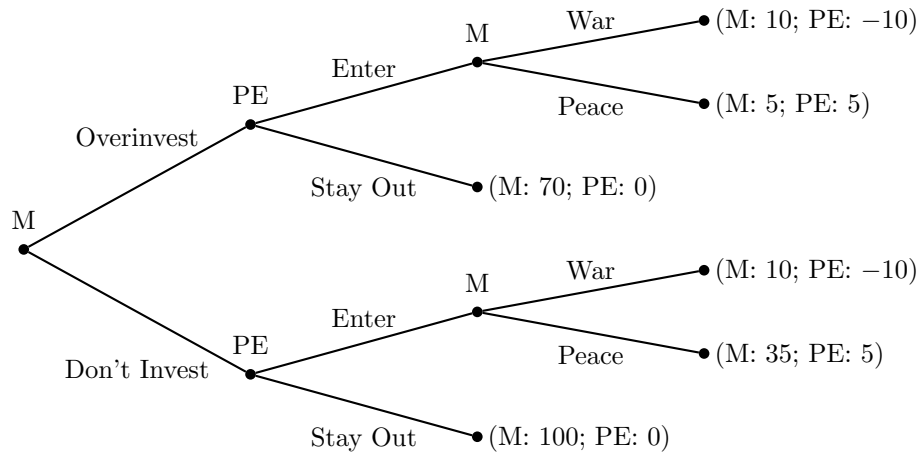 War
(M: 10; PE: −10)
M
Enter
Peace
(M: 5; PE: 5)
PE
Overinvest
Stay Out
(M: 70; PE: 0)
M
War
(M: 10; PE: −10)
M
Enter
Peace
(M: 35; PE: 5)
PE
Don't Invest
Stay Out
(M: 100; PE: 0)